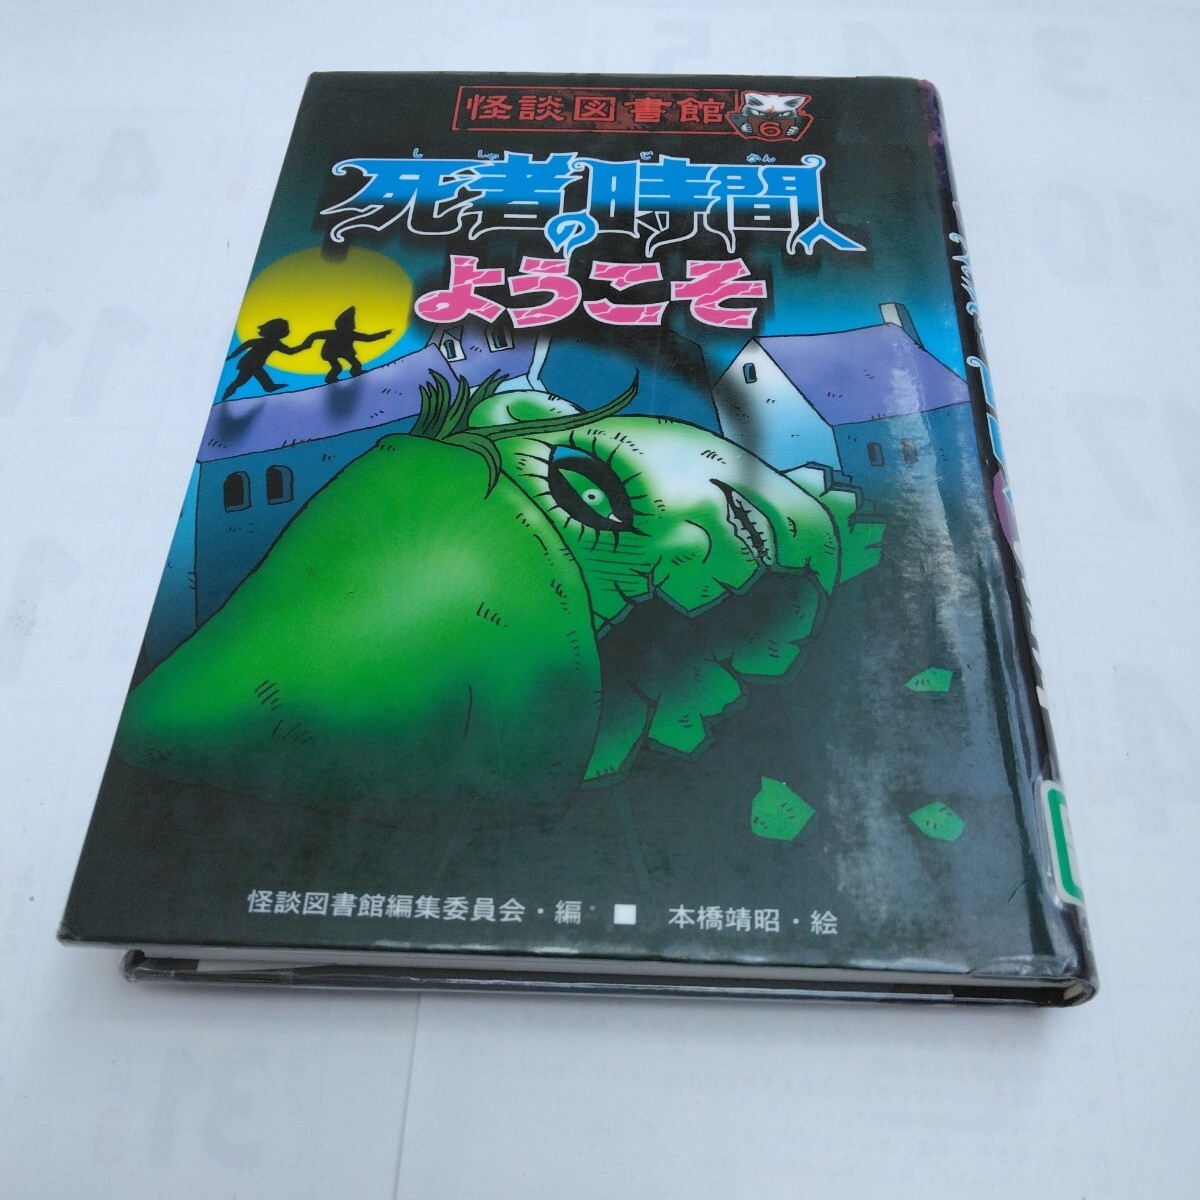 怪談図書館
6
ししゃ じかん
死者の時間へ
ようこそ
怪談図書館編集委員会・編 ■ 本橋靖昭・絵